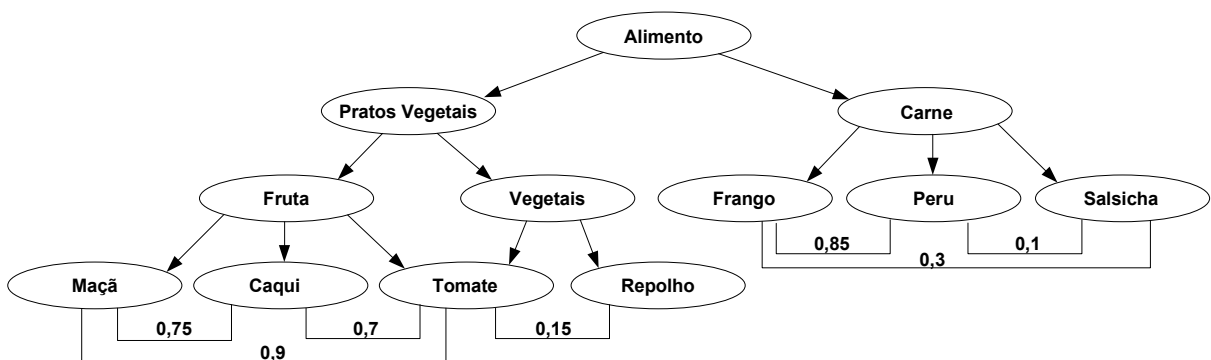 Alimento
Pratos Vegetais
Carne
Fruta
Vegetais
Frango
Peru
Salsicha
0,85
0,1
0,3
Maçã
Caqui
Tomate
Repolho
0,75
0,7
0,15
0,9